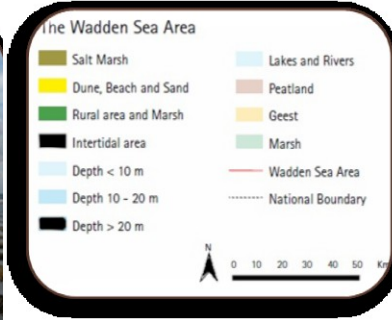 The Wadden Sea Area
Salt Marsh
Dune, Beach and Sand
Rural area and Marsh
Intertidal area
Depth < 10 m
Depth 10 - 20 m
Depth > 20 m
Lakes and Rivers
Peatland
Geest
Marsh
Wadden Sea Area
National Boundary
N
0 10 20 30 40 50 Km